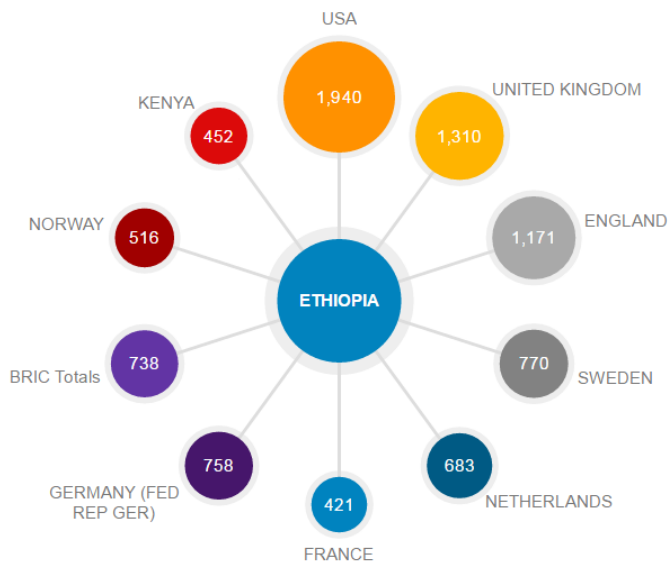 USA
1,940
UNITED KINGDOM
1,310
KENYA
452
ENGLAND
1,171
NORWAY
516
ETHIOPIA
BRIC Totals
738
770
SWEDEN
GERMANY (FED
REP GER)
758
683
NETHERLANDS
421
FRANCE